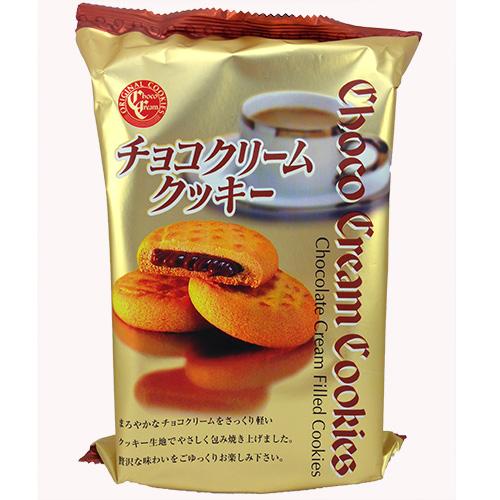 ORIGINAL COOKIES
Choco
Cream
チョコクリーム
クッキー
Choco Cream Cookies
Chocolate Cream Filled Cookies
まろやかなチョコクリームをさっくり軽い
クッキー生地でやさしく包み焼き上げました。
贅沢な味わいをごゆっくりお楽しみ下さい。